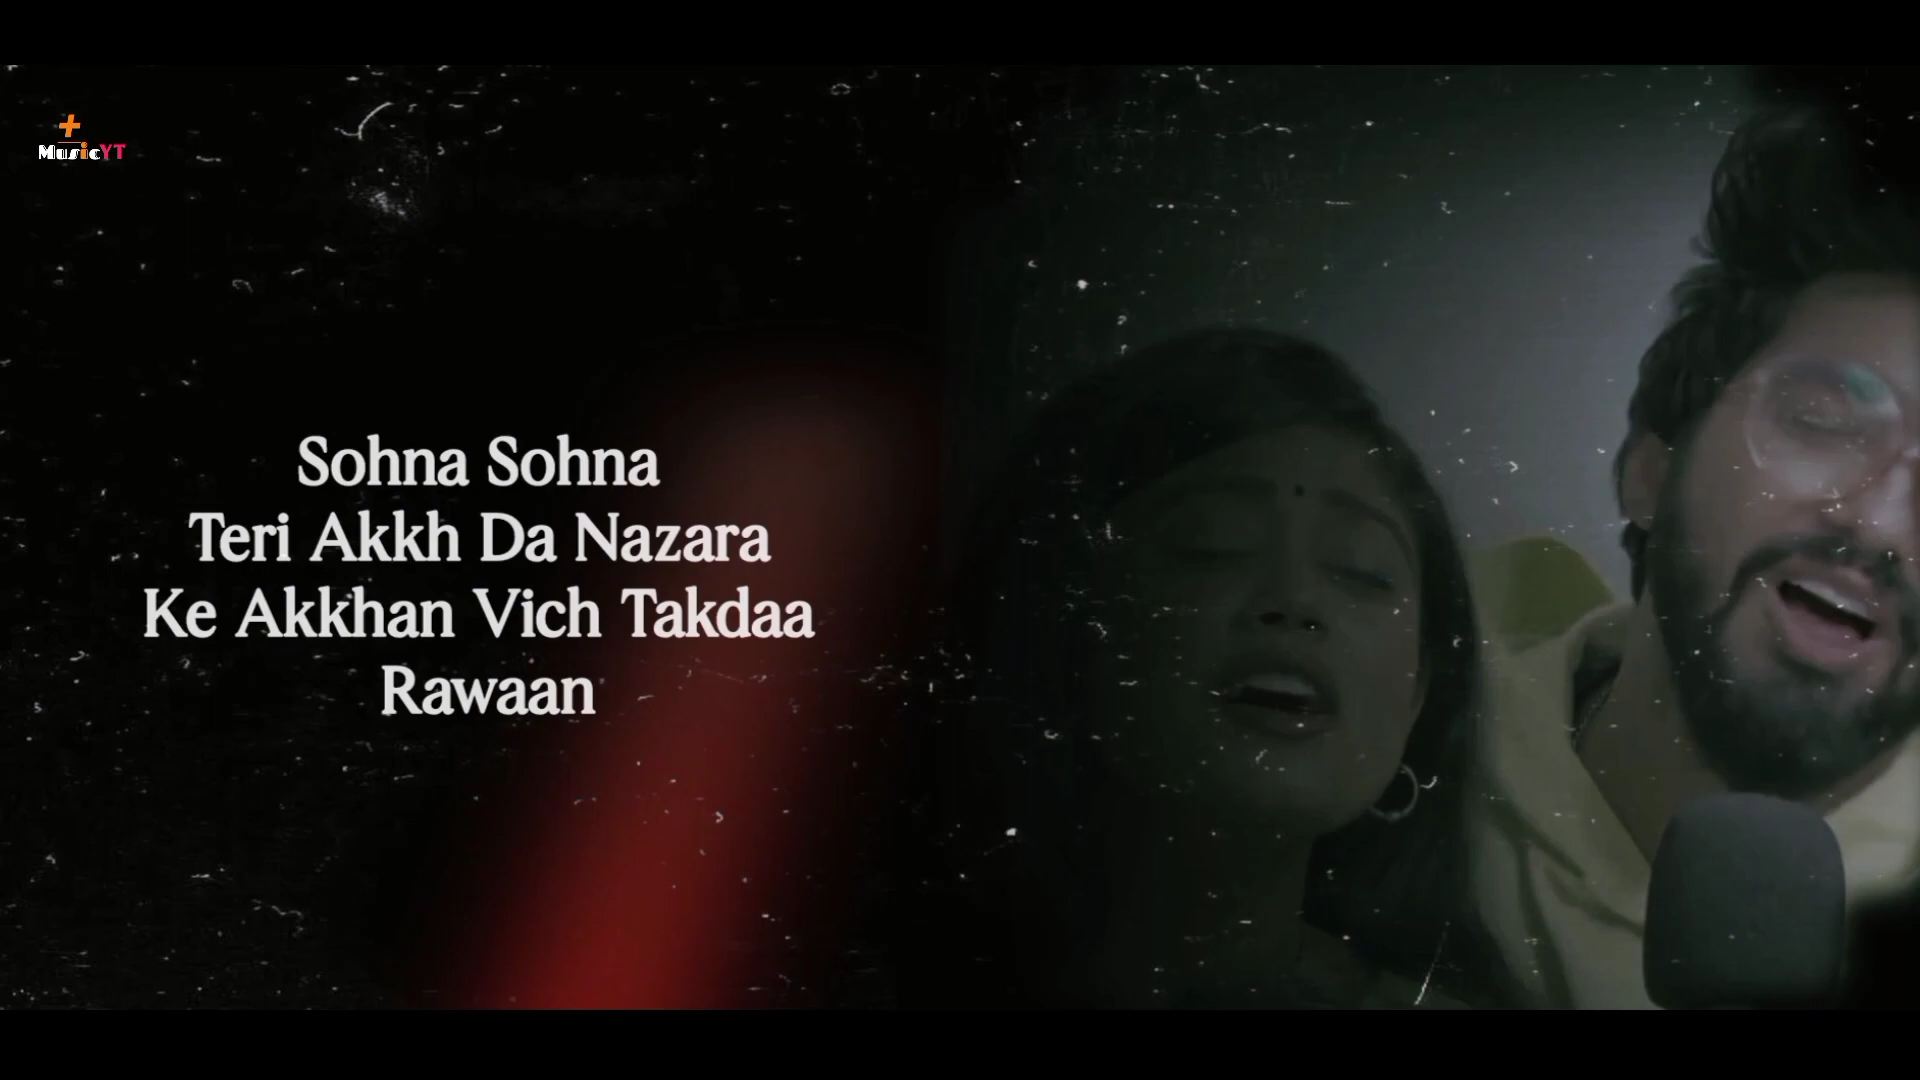 +
MusicYT
Sohna Sohna
Teri Akkh Da Nazara
Ke Akkhan Vich Takdaa
Rawaan